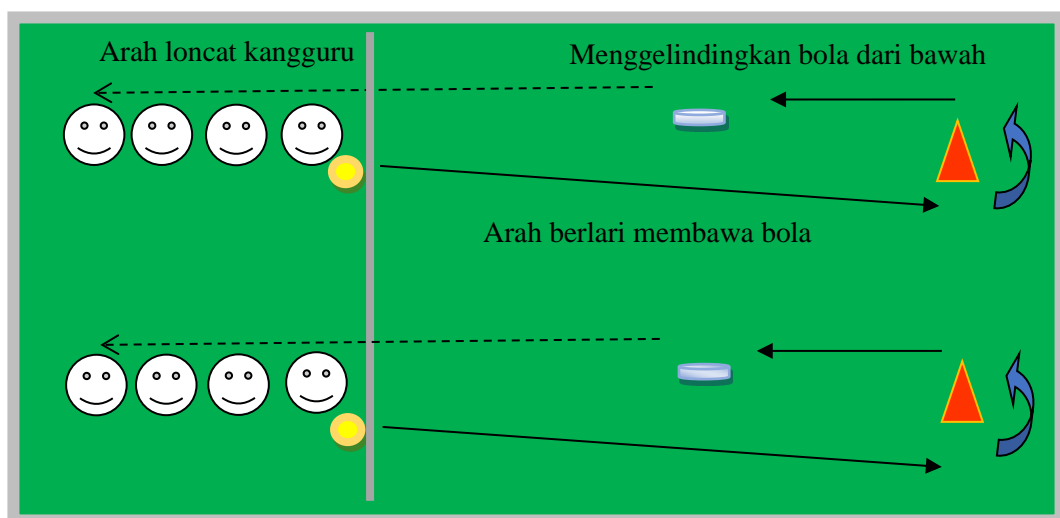 Arah loncat kangguru
Menggelindingkan bola dari bawah
Arah berlari membawa bola